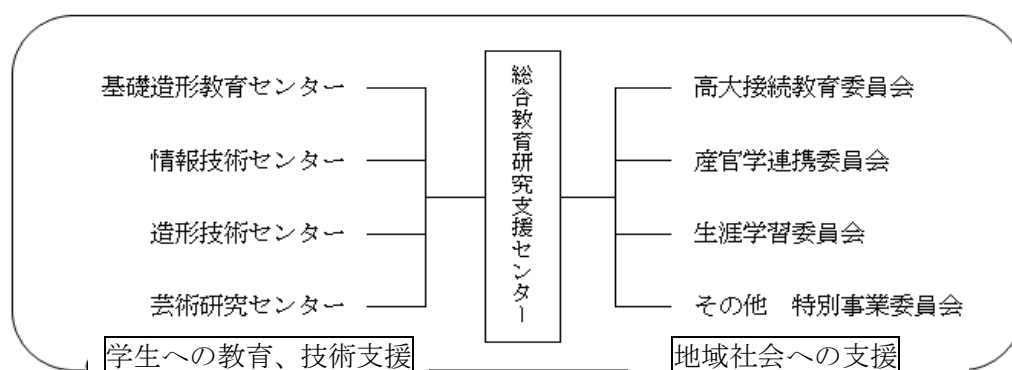 基礎造形教育センター
情報技術センター
造形技術センター
芸術研究センター
学生への教育、技術支援
総合教育研究支援センター
高大接続教育委員会
産官学連携委員会
生涯学習委員会
その他　特別事業委員会
地域社会への支援